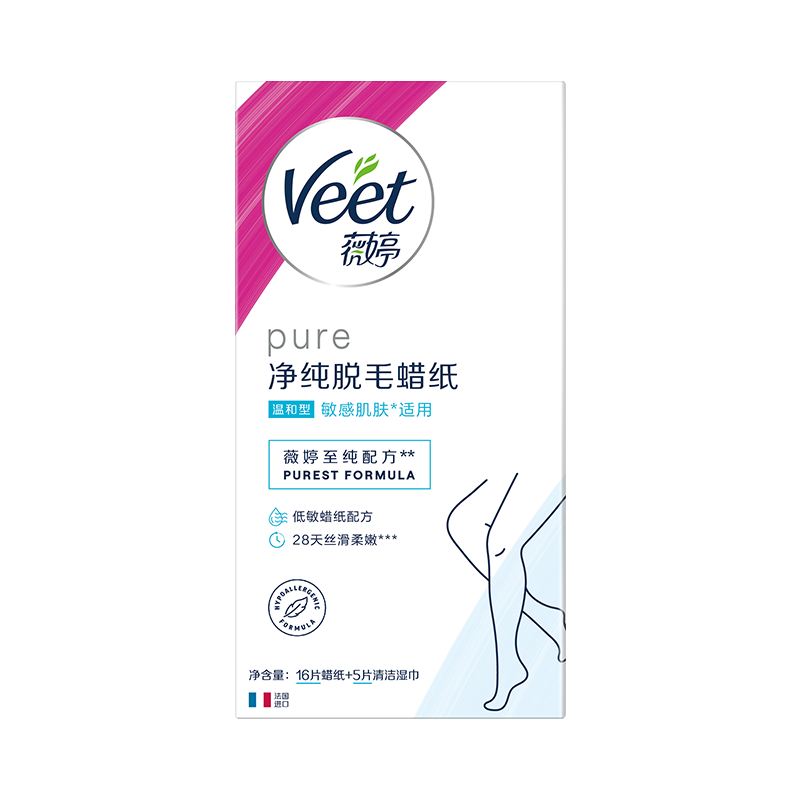 Veet
薇婷
pure
净纯脱毛蜡纸
温和型 敏感肌肤*适用
薇婷至纯配方**
PUREST FORMULA
低敏蜡纸配方
28天丝滑柔嫩***
HYPOALLERGENIC
FORMULA
净含量：16片蜡纸+5片清洁湿巾
法国
进口